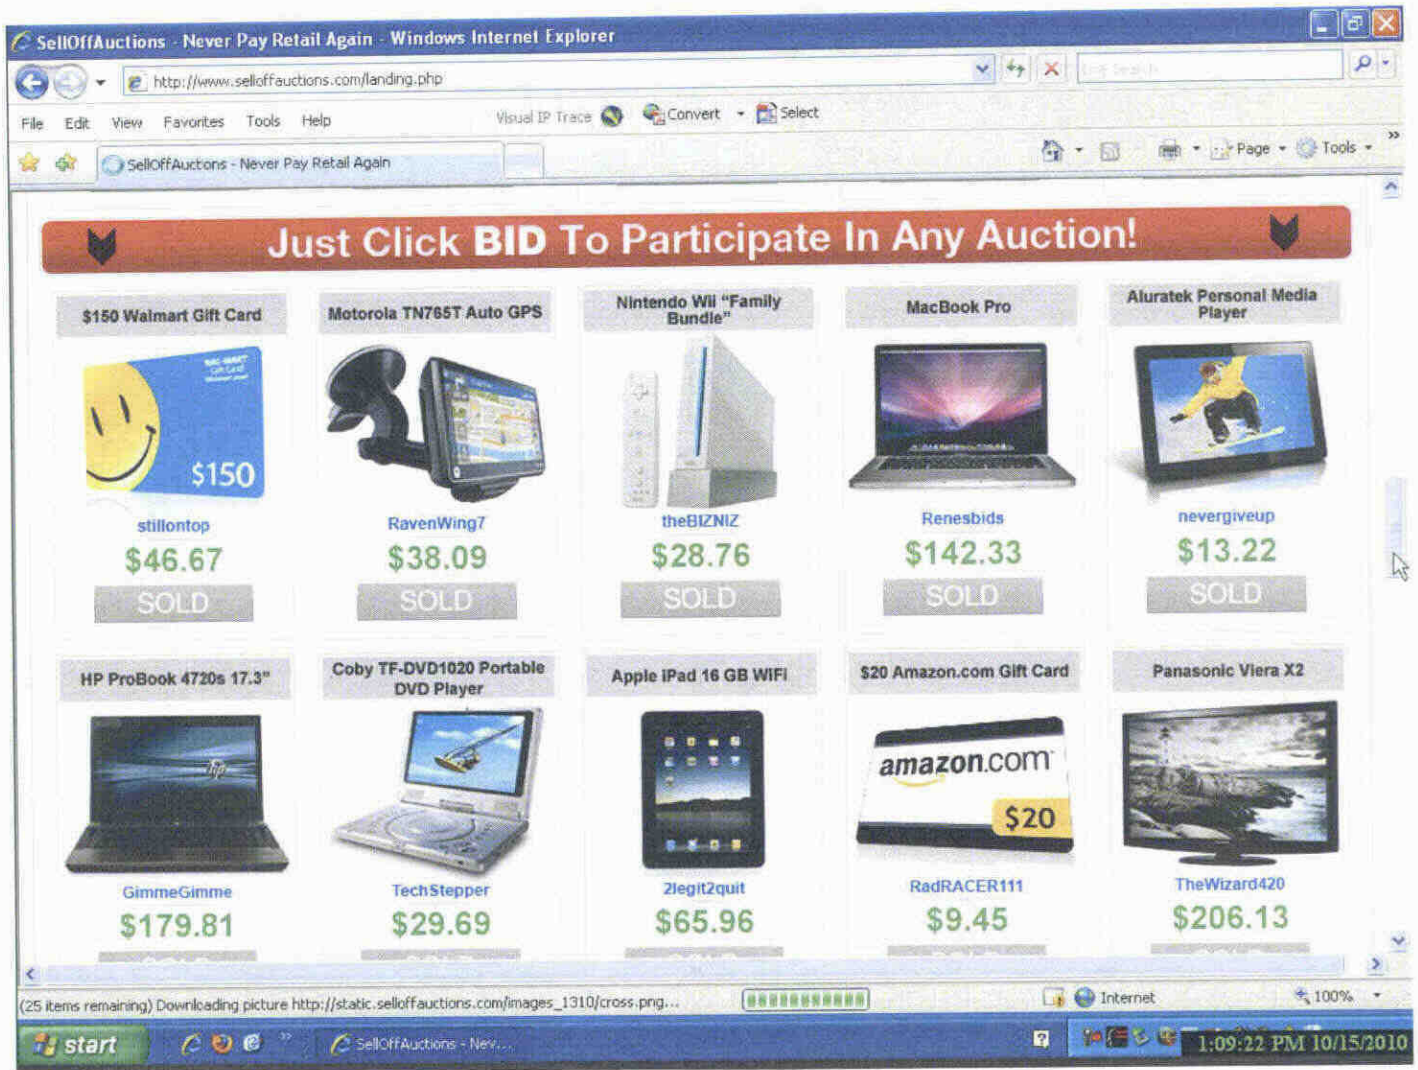 SellOffAuctions - Never Pay Retail Again - Windows Internet Explorer
http://www.selloffauctions.com/landing.php
File Edit View Favorites Tools Help
Visual IP Trace Convert Select
SellOffAuctions - Never Pay Retail Again
Page Tools
Just Click BID To Participate In Any Auction!
$150 Walmart Gift Card
Motorola TN765T Auto GPS
Nintendo Wii "Family
Bundle"
MacBook Pro
Aluratek Personal Media
Player
WAL-MART
Gift Card
$150
stillontop
RavenWing7
theBIZNIZ
Renesbids
nevergiveup
$46.67
$38.09
$28.76
$142.33
$13.22
SOLD
SOLD
SOLD
SOLD
SOLD
HP ProBook 4720s 17.3"
Coby TF-DVD1020 Portable
DVD Player
Apple iPad 16 GB WiFi
$20 Amazon.com Gift Card
Panasonic Viera X2
hp
amazon.com
$20
GimmeGimme
TechStepper
2legit2quit
RadRACER111
TheWizard420
$179.81
$29.69
$65.96
$9.45
$206.13
(25 items remaining) Downloading picture http://static.selloffauctions.com/images_1310/cross.png...
Internet
100%
start
SellOffAuctions - Nev...
1:09:22 PM 10/15/2010